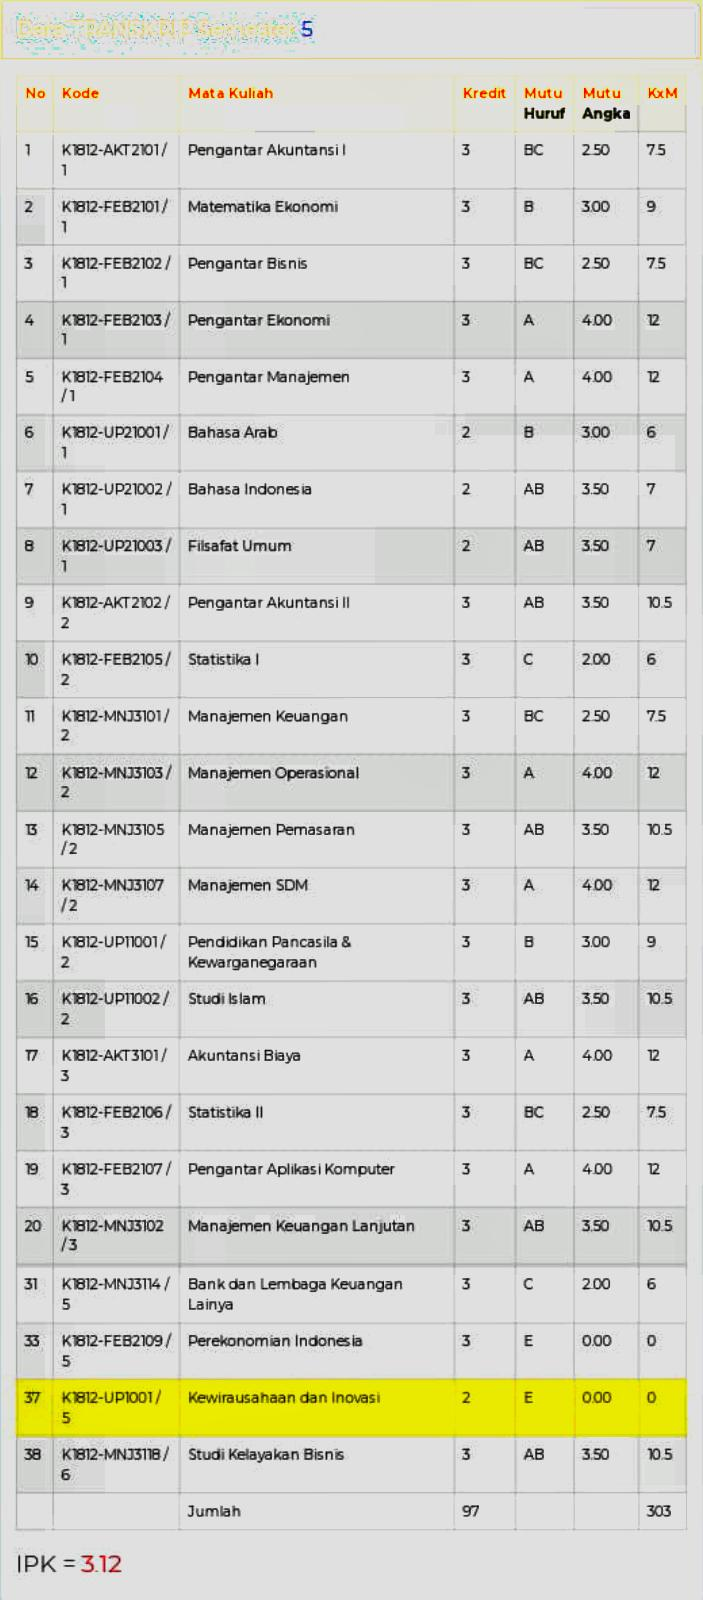 Data TRANSKRIP Semester 5
No Kode Mata Kuliah Kredit Mutu Mutu KxM
Huruf Angka
1 K1812-AKT2101 / Pengantar Akuntansi I 3 BC 2.50 7.5
1
2 K1812-FEB2101 / Matematika Ekonomi 3 B 3.00 9
1
3 K1812-FEB2102 / Pengantar Bisnis 3 BC 2.50 7.5
1
4 K1812-FEB2103 / Pengantar Ekonomi 3 A 4.00 12
1
5 K1812-FEB2104 Pengantar Manajemen 3 A 4.00 12
/ 1
6 K1812-UP21001 / Bahasa Arab 2 B 3.00 6
1
7 K1812-UP21002 / Bahasa Indonesia 2 AB 3.50 7
1
8 K1812-UP21003 / Filsafat Umum 2 AB 3.50 7
1
9 K1812-AKT2102 / Pengantar Akuntansi II 3 AB 3.50 10.5
2
10 K1812-FEB2105 / Statistika I 3 C 2.00 6
2
11 K1812-MNJ3101 / Manajemen Keuangan 3 BC 2.50 7.5
2
12 K1812-MNJ3103 / Manajemen Operasional 3 A 4.00 12
2
13 K1812-MNJ3105 Manajemen Pemasaran 3 AB 3.50 10.5
/ 2
14 K1812-MNJ3107 Manajemen SDM 3 A 4.00 12
/ 2
15 K1812-UP11001 / Pendidikan Pancasila & 3 B 3.00 9
2 Kewarganegaraan
16 K1812-UP11002 / Studi Islam 3 AB 3.50 10.5
2
17 K1812-AKT3101 / Akuntansi Biaya 3 A 4.00 12
3
18 K1812-FEB2106 / Statistika II 3 BC 2.50 7.5
3
19 K1812-FEB2107 / Pengantar Aplikasi Komputer 3 A 4.00 12
3
20 K1812-MNJ3102 Manajemen Keuangan Lanjutan 3 AB 3.50 10.5
/ 3
31 K1812-MNJ3114 / Bank dan Lembaga Keuangan 3 C 2.00 6
5 Lainya
33 K1812-FEB2109 / Perekonomian Indonesia 3 E 0.00 0
5
37 K1812-UP1001 / Kewirausahaan dan Inovasi 2 E 0.00 0
5
38 K1812-MNJ3118 / Studi Kelayakan Bisnis 3 AB 3.50 10.5
6
Jumlah 97 303
IPK = 3.12